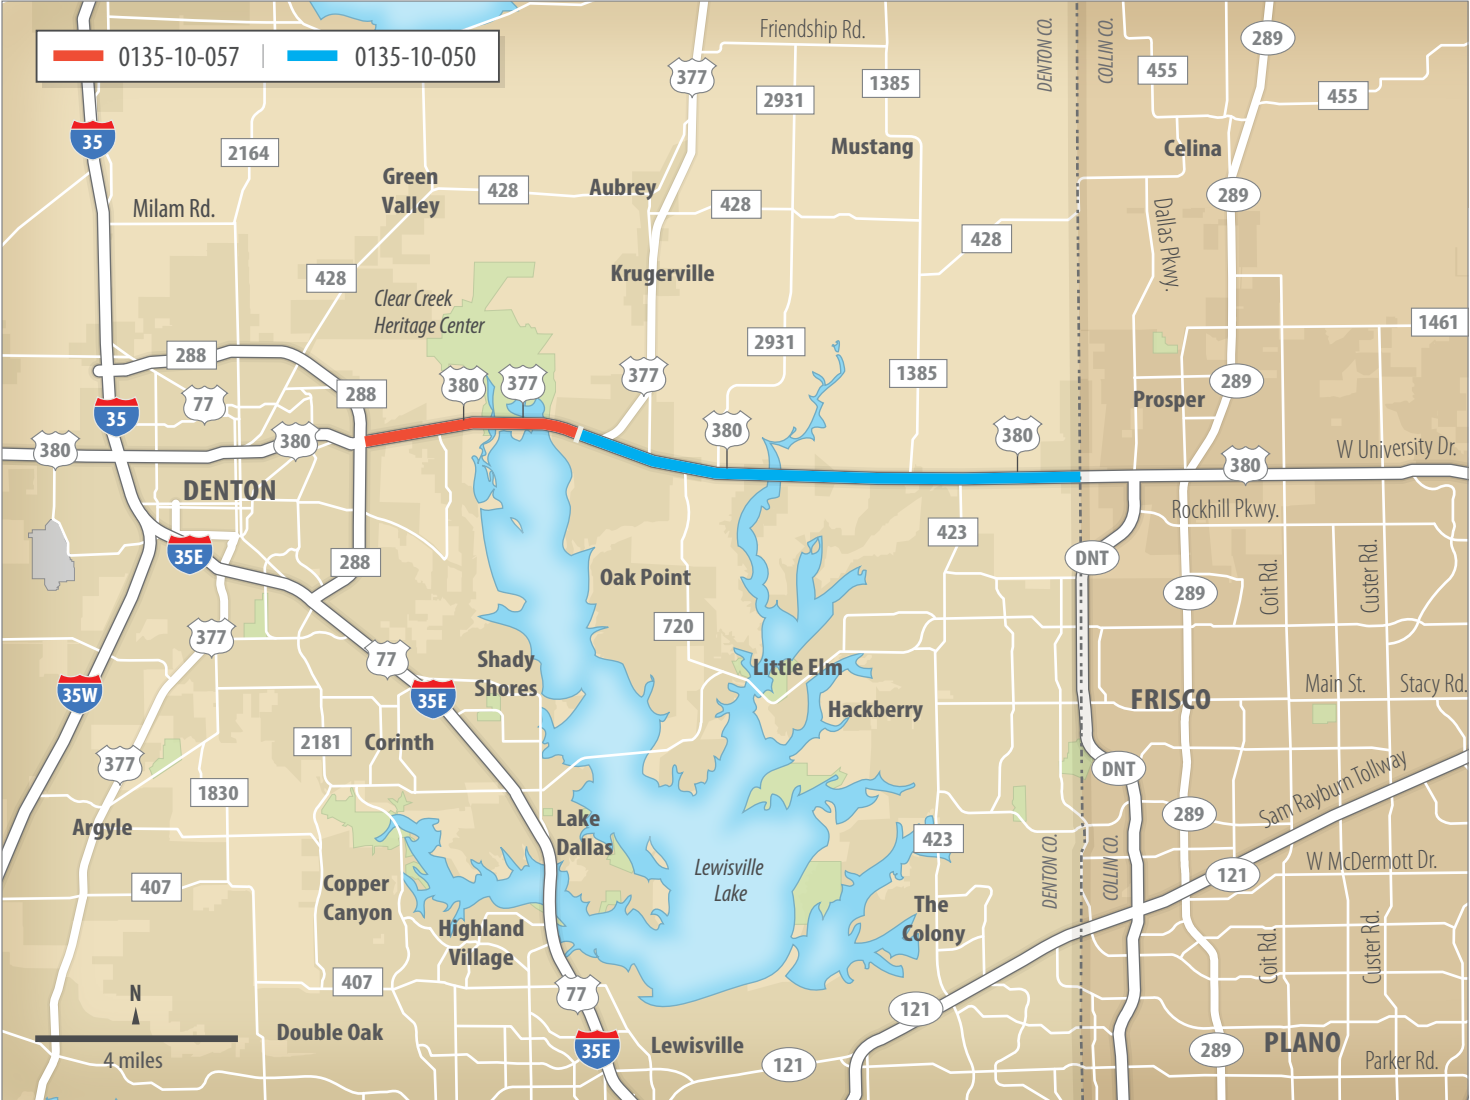 0135-10-057 0135-10-050
Friendship Rd.
DENTON CO.
COLLIN CO.
289
377
455
455
2931
1385
35
2164
Mustang
Celina
Green
Valley
428
Aubrey
428
289
Milam Rd.
Dallas Pkwy.
428
428
Krugerville
Clear Creek
Heritage Center
1461
288
2931
77
288
380
377
377
1385
289
Prosper
35
380
380
380
380
W University Dr.
380
DENTON
Rockhill Pkwy.
423
35E
288
DNT
Oak Point
Coit Rd.
Custer Rd.
289
377
720
77
Shady
Shores
Little Elm
35W
35E
Hackberry
FRISCO
Main St.
Stacy Rd.
2181
Corinth
377
DNT
1830
Sam Rayburn Tollway
Argyle
Lake
Dallas
289
423
Lewisville
Lake
DENTON CO.
COLLIN CO.
W McDermott Dr.
121
407
Copper
Canyon
The
Colony
Highland
Village
Coit Rd.
Custer Rd.
407
77
121
N
4 miles
Double Oak
35E
Lewisville
121
289
PLANO
Parker Rd.